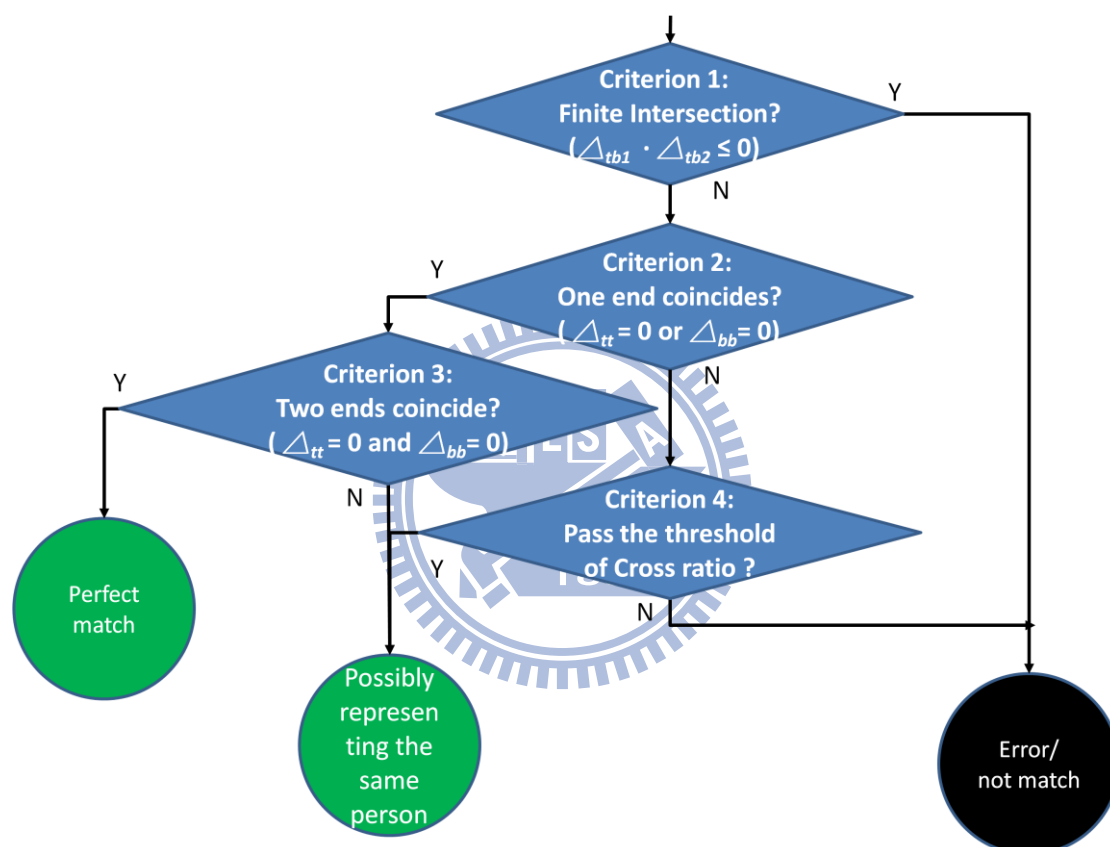 Criterion 1:
Finite Intersection?
(△tb1 · △tb2 ≤ 0)
Y
N
Criterion 2:
One end coincides?
( △tt = 0 or △bb= 0)
Y
N
Criterion 3:
Two ends coincide?
( △tt = 0 and △bb= 0)
Y
N
Criterion 4:
Pass the threshold
of Cross ratio ?
Y
N
Perfect
match
Possibly
represen
ting the
same
person
Error/
not match